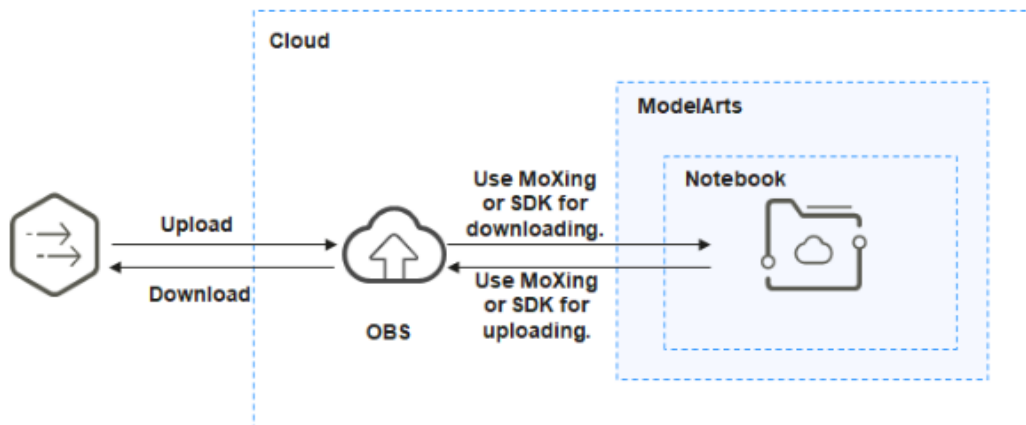 Cloud
ModelArts
Notebook
Use MoXing
or SDK for
downloading.
Upload
Download
Use MoXing
or SDK for
uploading.
OBS